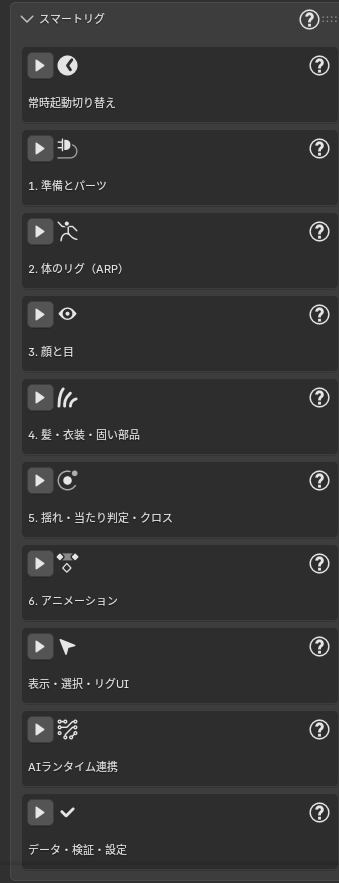 スマートリグ
常時起動切り替え
1. 準備とパーツ
2. 体のリグ（ARP）
3. 顔と目
4. 髪・衣装・固い部品
5. 揺れ・当たり判定・クロス
6. アニメーション
表示・選択・リグUI
AIランタイム連携
データ・検証・設定